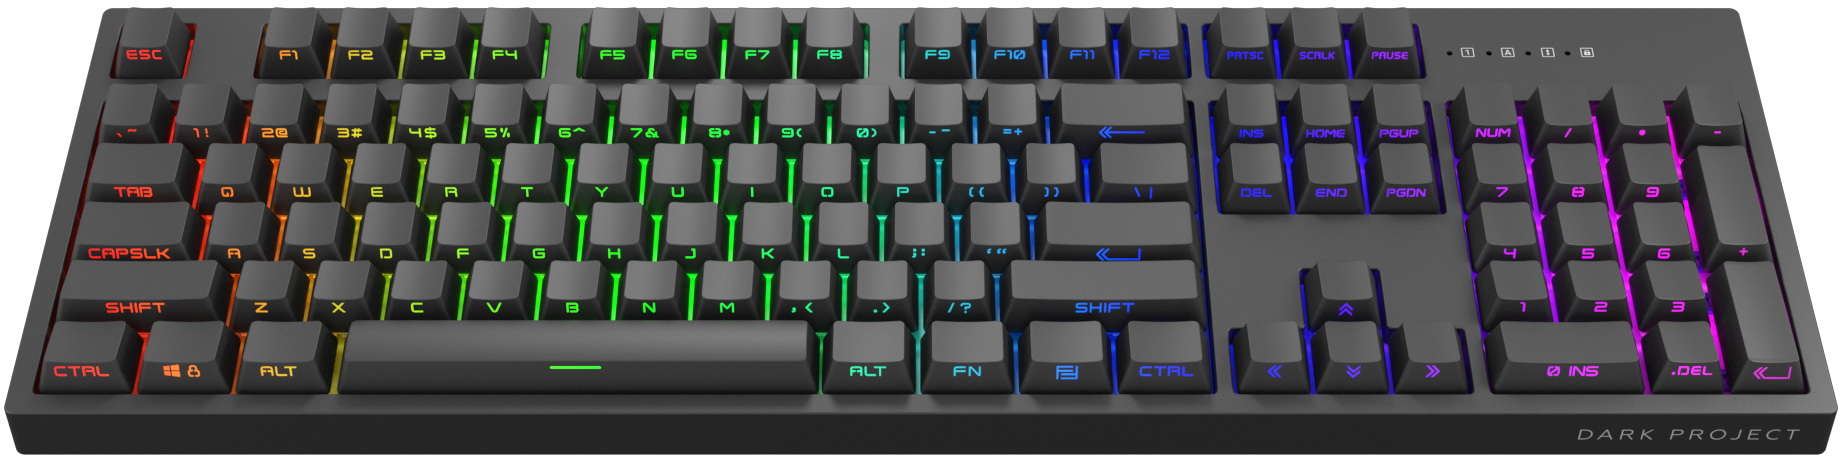 ESC F1 F2 F3 F4 F5 F6 F7 F8 F9 F10 F11 F12 PRTSC SCRLK PAUSE 1 A
` ~ 1 ! 2 @ 3 # 4 $ 5 % 6 ^ 7 & 8 * 9 ( 0 ) - ~ = + INS HOME PGUP NUM / * -
TAB Q W E R T Y U I O P \ | DEL END PGDN 7 8 9
CAPSLK A S D F G H J K L ; : ' " 4 5 6 +
SHIFT Z X C V B N M , < . > / ? SHIFT 1 2 3
CTRL ALT ALT FN CTRL 0 INS .DEL
DARK PROJECT